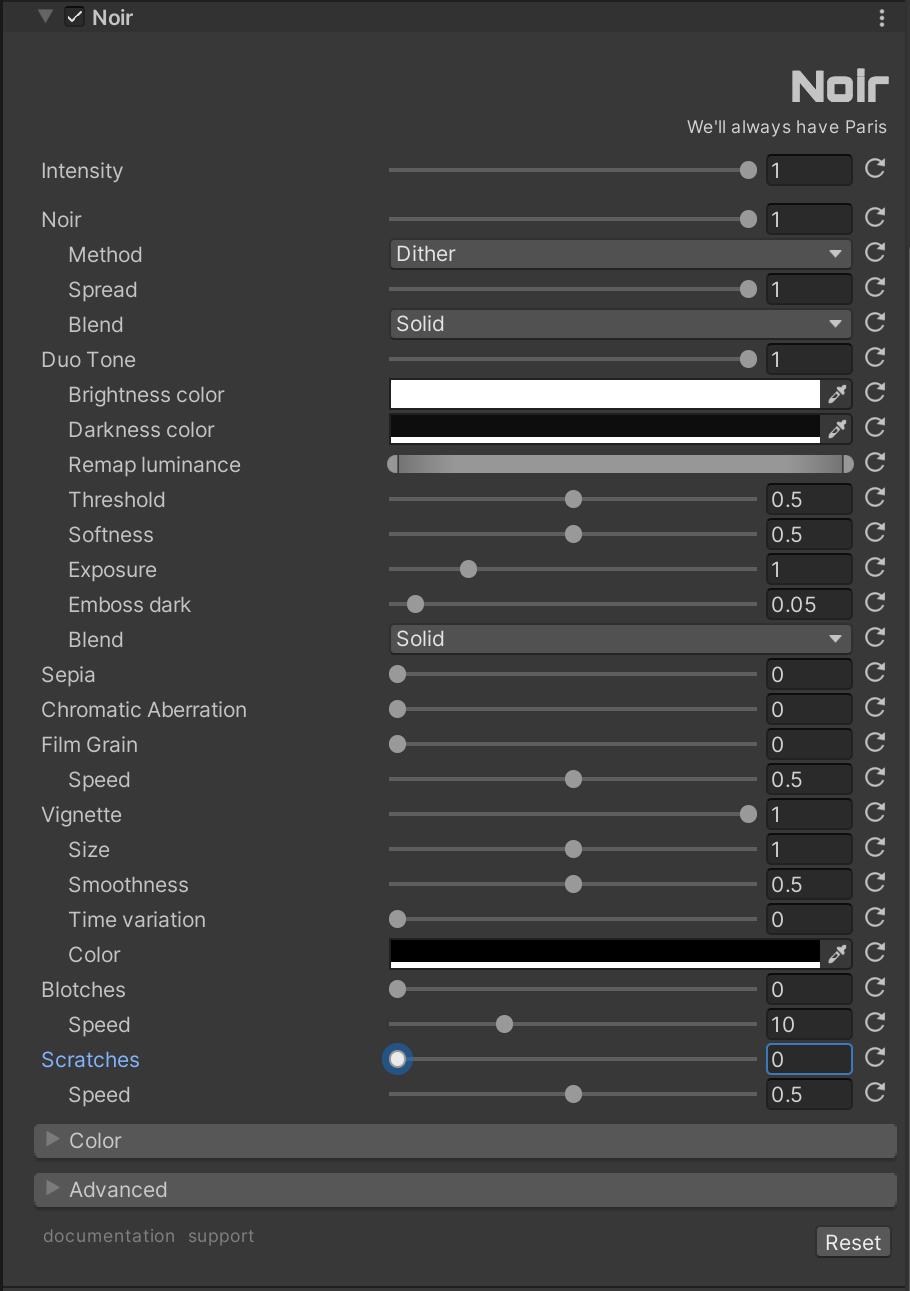 Noir
Noir
We'll always have Paris
Intensity 1
Noir 1
Method Dither
Spread 1
Blend Solid
Duo Tone 1
Brightness color
Darkness color
Remap luminance
Threshold 0.5
Softness 0.5
Exposure 1
Emboss dark 0.05
Blend Solid
Sepia 0
Chromatic Aberration 0
Film Grain 0
Speed 0.5
Vignette 1
Size 1
Smoothness 0.5
Time variation 0
Color
Blotches 0
Speed 10
Scratches 0
Speed 0.5
Color
Advanced
documentation support
Reset